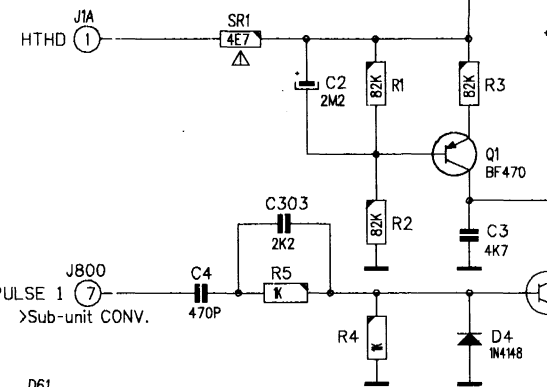 J1A
SR1
HTHD 1
4E7
C2
2M2
82K
R1
82K
R3
Q1
BF470
C303
2K2
82K
R2
C3
4K7
J800
C4
R5
PULSE 1 7
1K
470P
>Sub-unit CONV.
R4
1K
D4
1N4148
D61